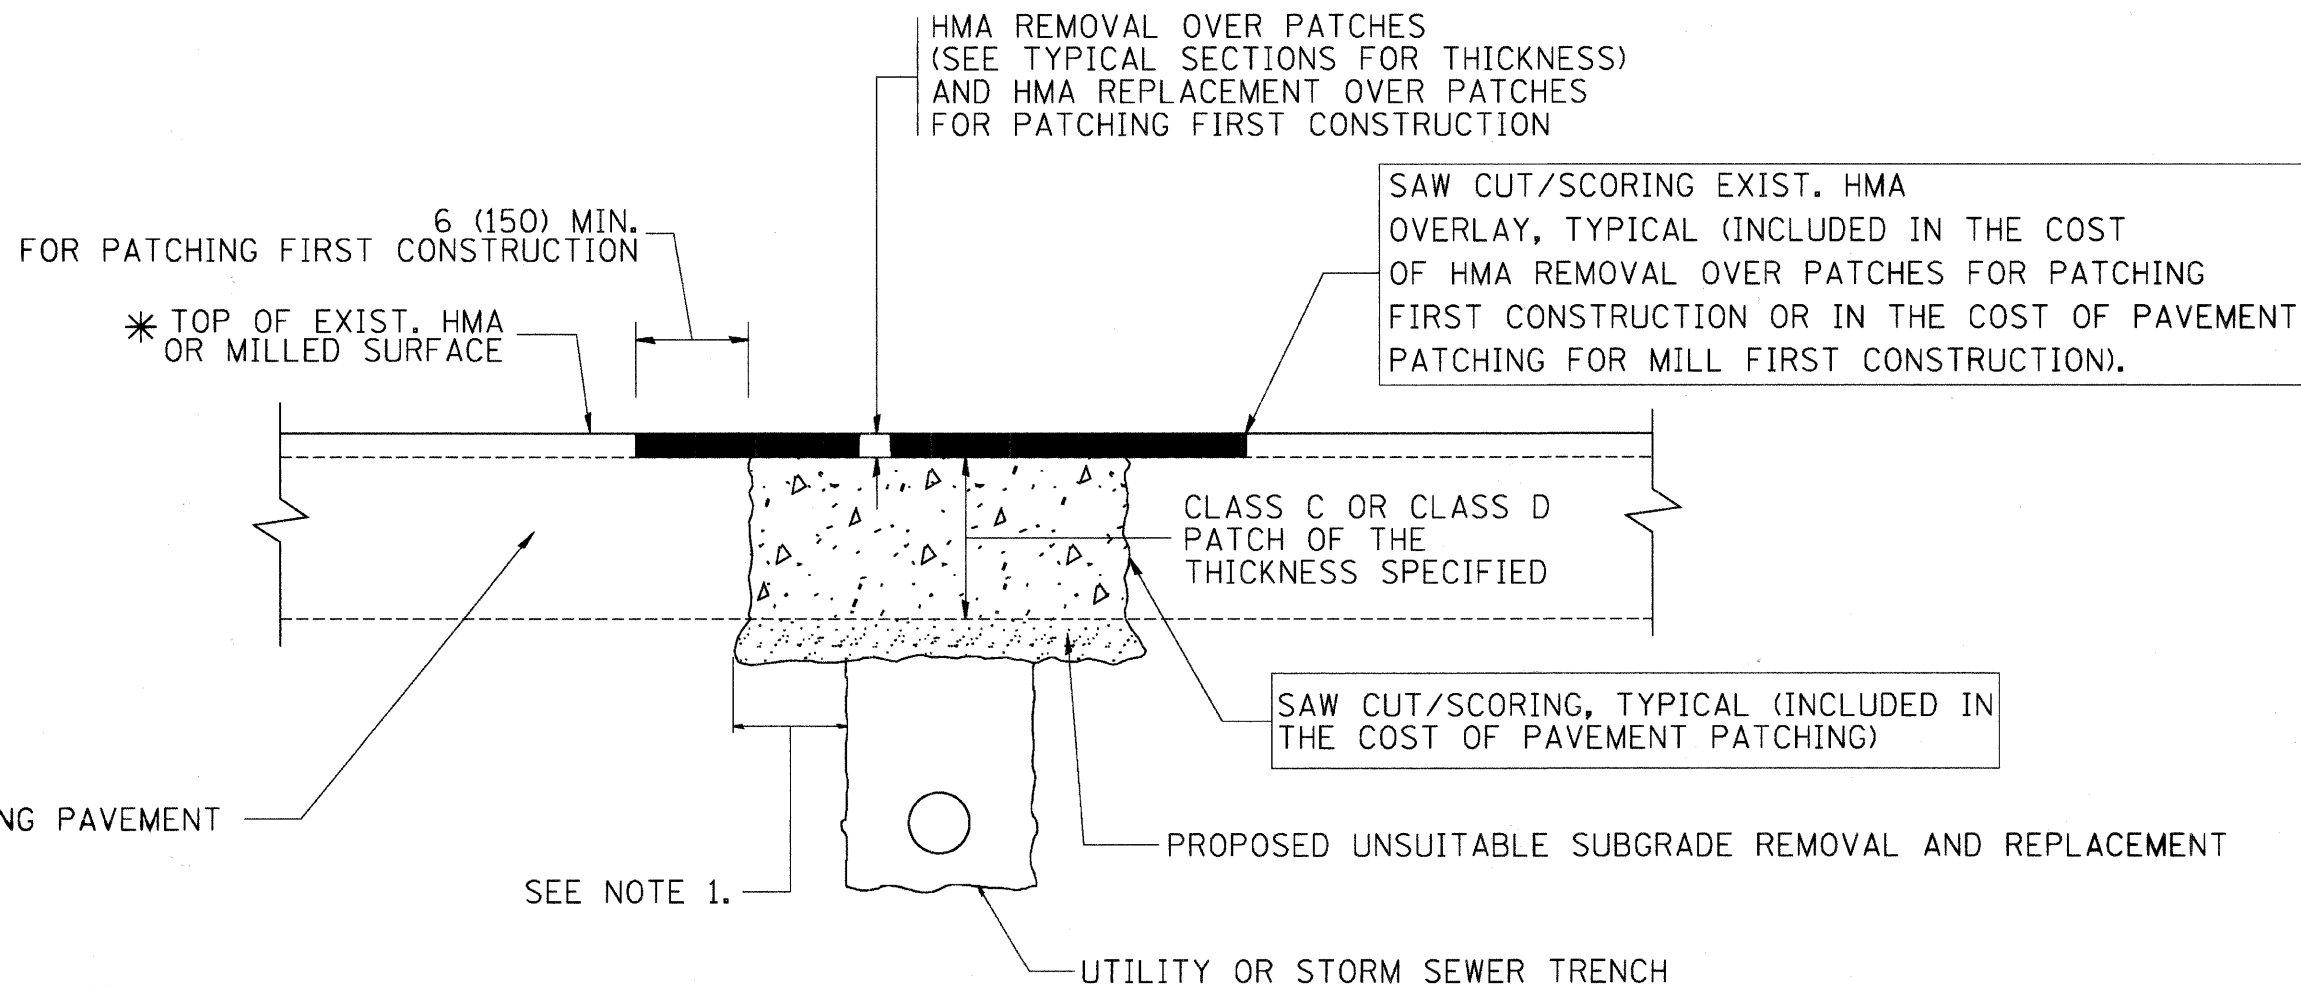 HMA REMOVAL OVER PATCHES
(SEE TYPICAL SECTIONS FOR THICKNESS)
AND HMA REPLACEMENT OVER PATCHES
FOR PATCHING FIRST CONSTRUCTION
SAW CUT/SCORING EXIST. HMA
OVERLAY, TYPICAL (INCLUDED IN THE COST
OF HMA REMOVAL OVER PATCHES FOR PATCHING
FIRST CONSTRUCTION OR IN THE COST OF PAVEMENT
PATCHING FOR MILL FIRST CONSTRUCTION).
6 (150) MIN.
FOR PATCHING FIRST CONSTRUCTION
* TOP OF EXIST. HMA
OR MILLED SURFACE
CLASS C OR CLASS D
PATCH OF THE
THICKNESS SPECIFIED
SAW CUT/SCORING, TYPICAL (INCLUDED IN
THE COST OF PAVEMENT PATCHING)
NG PAVEMENT
PROPOSED UNSUITABLE SUBGRADE REMOVAL AND REPLACEMENT
SEE NOTE 1.
UTILITY OR STORM SEWER TRENCH